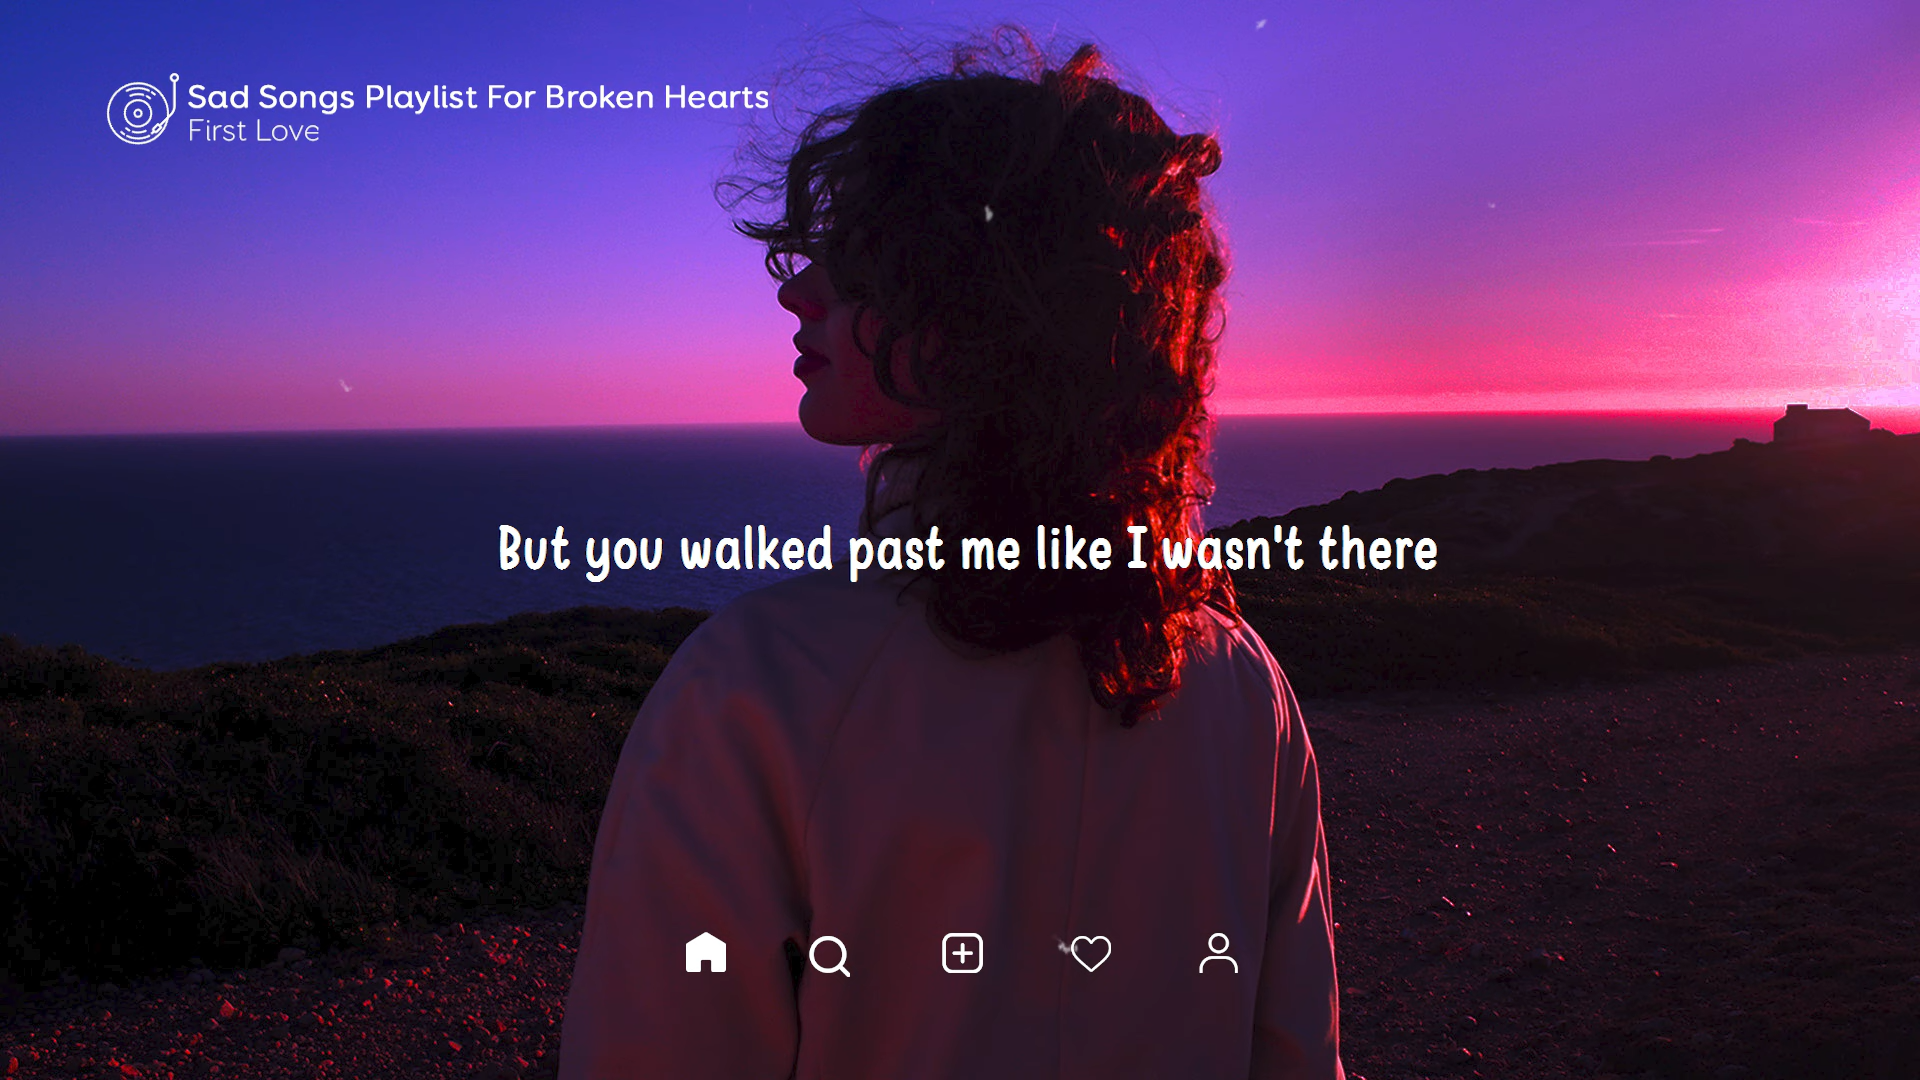 Sad Songs Playlist For Broken Hearts
First Love
But you walked past me like I wasn't there